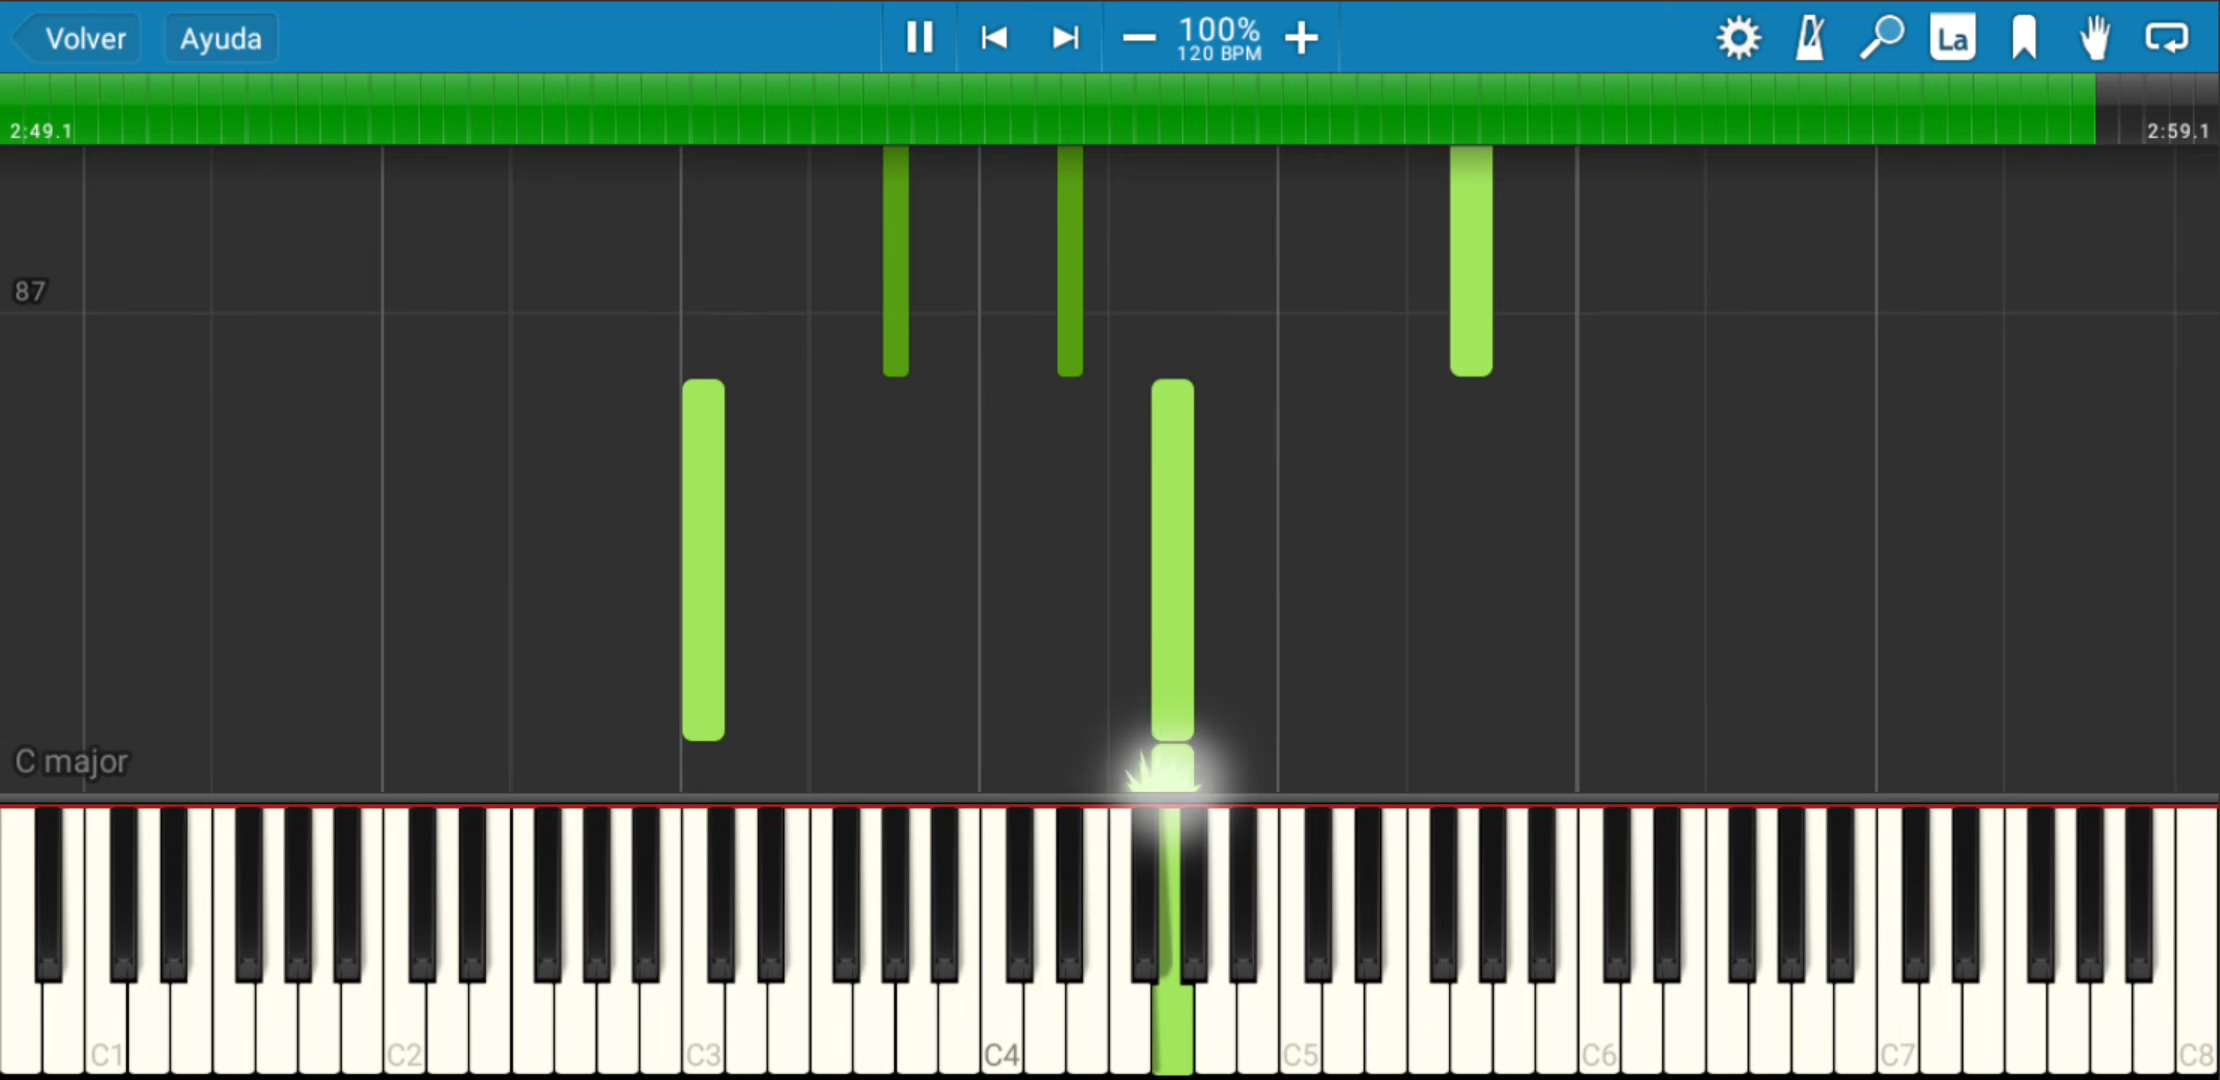 Volver
Ayuda
100%
120 BPM
La
2:49.1
2:59.1
87
C major
C1
C2
C3
C4
C5
C6
C7
C8